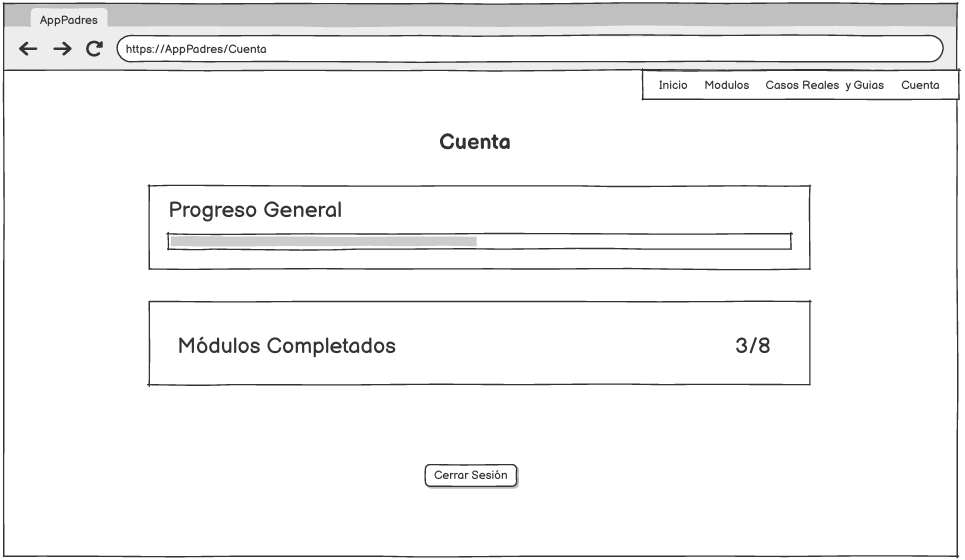 AppPadres
https://AppPadres/Cuenta
Inicio Modulos Casos Reales y Guias Cuenta
Cuenta
Progreso General
Módulos Completados 3/8
Cerrar Sesión